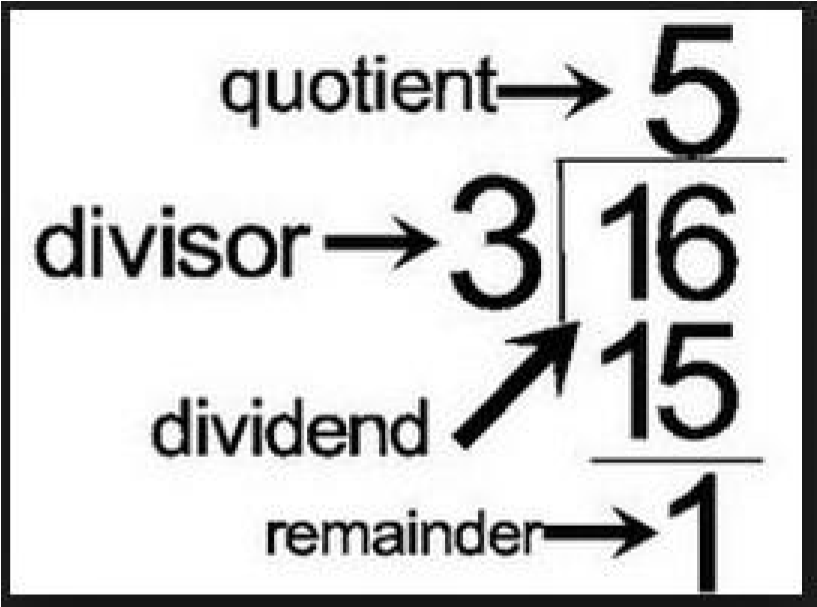 quotient 5
divisor 3 16
15
dividend
remainder 1